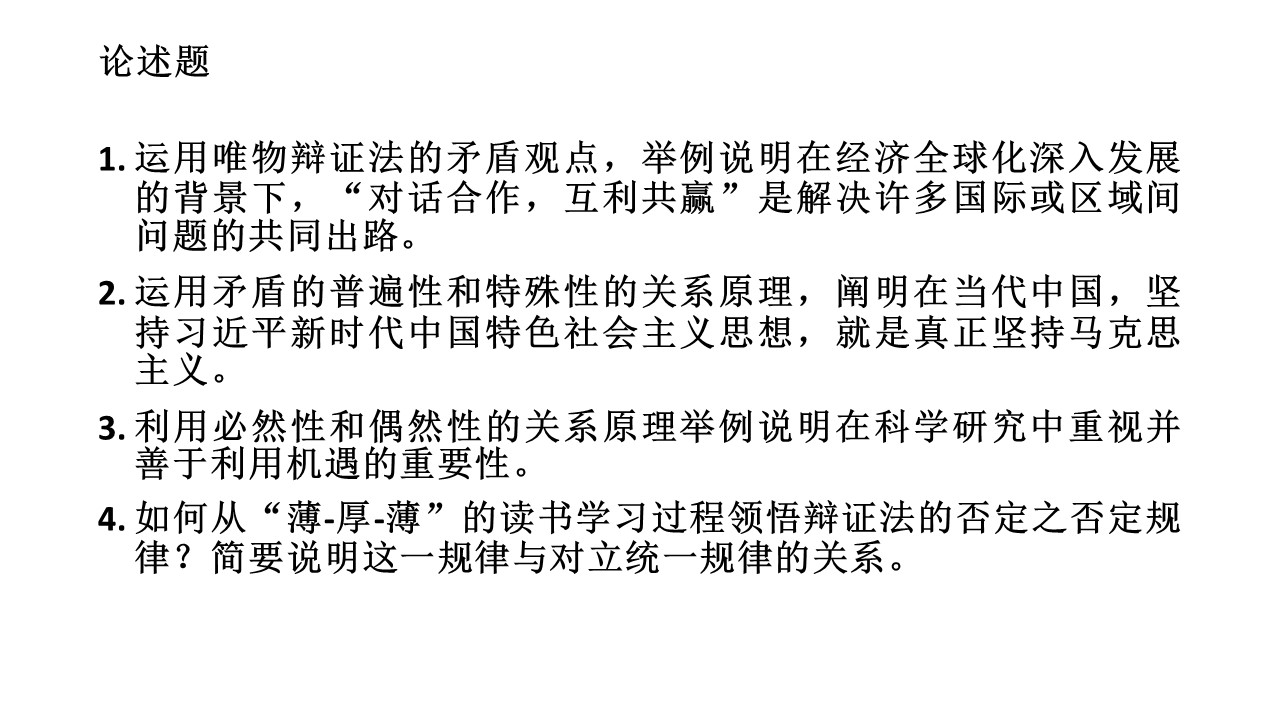 论述题
1. 运用唯物辩证法的矛盾观点，举例说明在经济全球化深入发展
的背景下，“对话合作，互利共赢”是解决许多国际或区域间
问题的共同出路。
2. 运用矛盾的普遍性和特殊性的关系原理，阐明在当代中国，坚
持习近平新时代中国特色社会主义思想，就是真正坚持马克思
主义。
3. 利用必然性和偶然性的关系原理举例说明在科学研究中重视并
善于利用机遇的重要性。
4. 如何从“薄-厚-薄”的读书学习过程领悟辩证法的否定之否定规
律？简要说明这一规律与对立统一规律的关系。